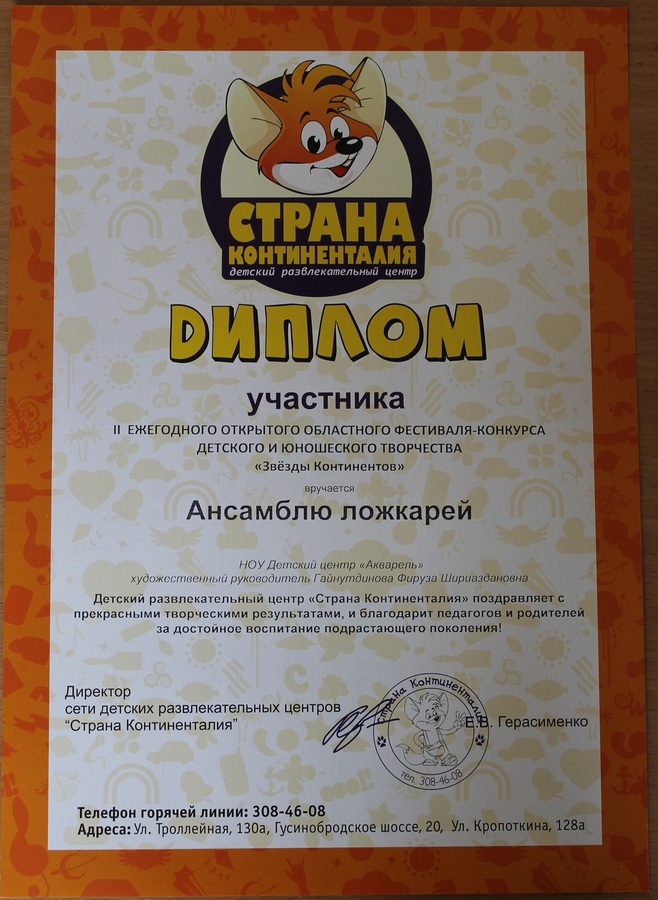 СТРАНА
КОНТИНЕНТАЛИЯ
детский развлекательный центр
ДИПЛОМ
участника
II ЕЖЕГОДНОГО ОТКРЫТОГО ОБЛАСТНОГО ФЕСТИВАЛЯ-КОНКУРСА
ДЕТСКОГО И ЮНОШЕСКОГО ТВОРЧЕСТВА
«Звёзды Континентов»
вручается
Ансамблю ложкарей
НОУ Детский центр «Акварель»
художественный руководитель Гайнутдинова Фируза Шириаздановна
Детский развлекательный центр «Страна Континенталия» поздравляет с
прекрасными творческими результатами, и благодарит педагогов и родителей
за достойное воспитание подрастающего поколения!
Директор
сети детских развлекательных центров
“Страна Континенталия”
Е.В. Герасименко
Страна Континенталия
тел. 308-46-08
Телефон горячей линии: 308-46-08
Адреса: Ул. Троллейная, 130а, Гусинобродское шоссе, 20, Ул. Кропоткина, 128а